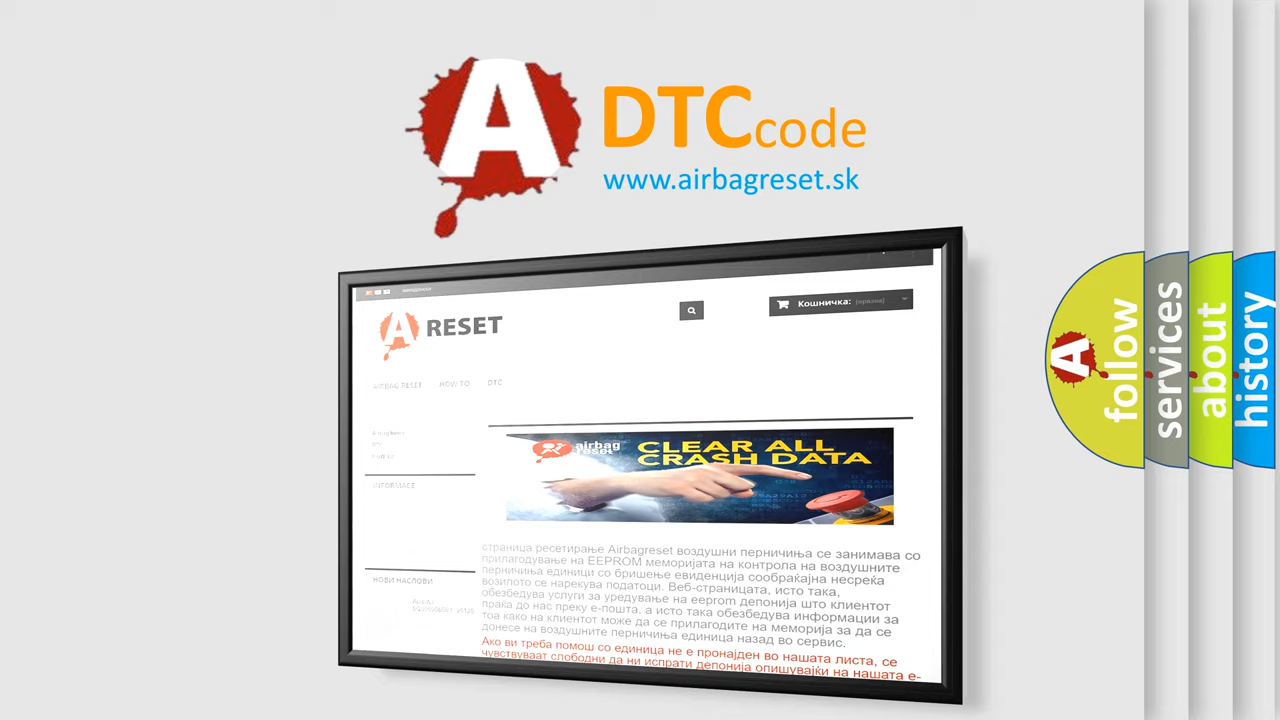 A
DTCcode
www.airbagreset.sk
Кошничка: (празна)
A RESET
AIRBAG RESET HOW TO DTC
airbag reset
CLEAR ALL
CRASH DATA
INFORMACE
НОВИ НАСЛОВИ
страница ресетирање Airbagreset воздушни перничиња се занимава со
прилагодување на EEPROM меморијата на контрола на воздушните
перничиња единици со бришење евиденција сообраќајна несреќа
возилото се нарекува податоци. Веб-страницата, исто така,
обезбедува услуги за уредување на eeprom депонија што клиентот
праќа до нас преку е-пошта, а исто така обезбедува информации за
тоа како на клиентот може да се прилагодите на меморија за да се
донесе на воздушните перничиња единица назад во сервис.
Ако ви треба помош со единица не е пронајден во нашата листа, се
чувствуваат слободни да ни испрати депонија опишувајќи на нашата е-
A follow
services
about
history